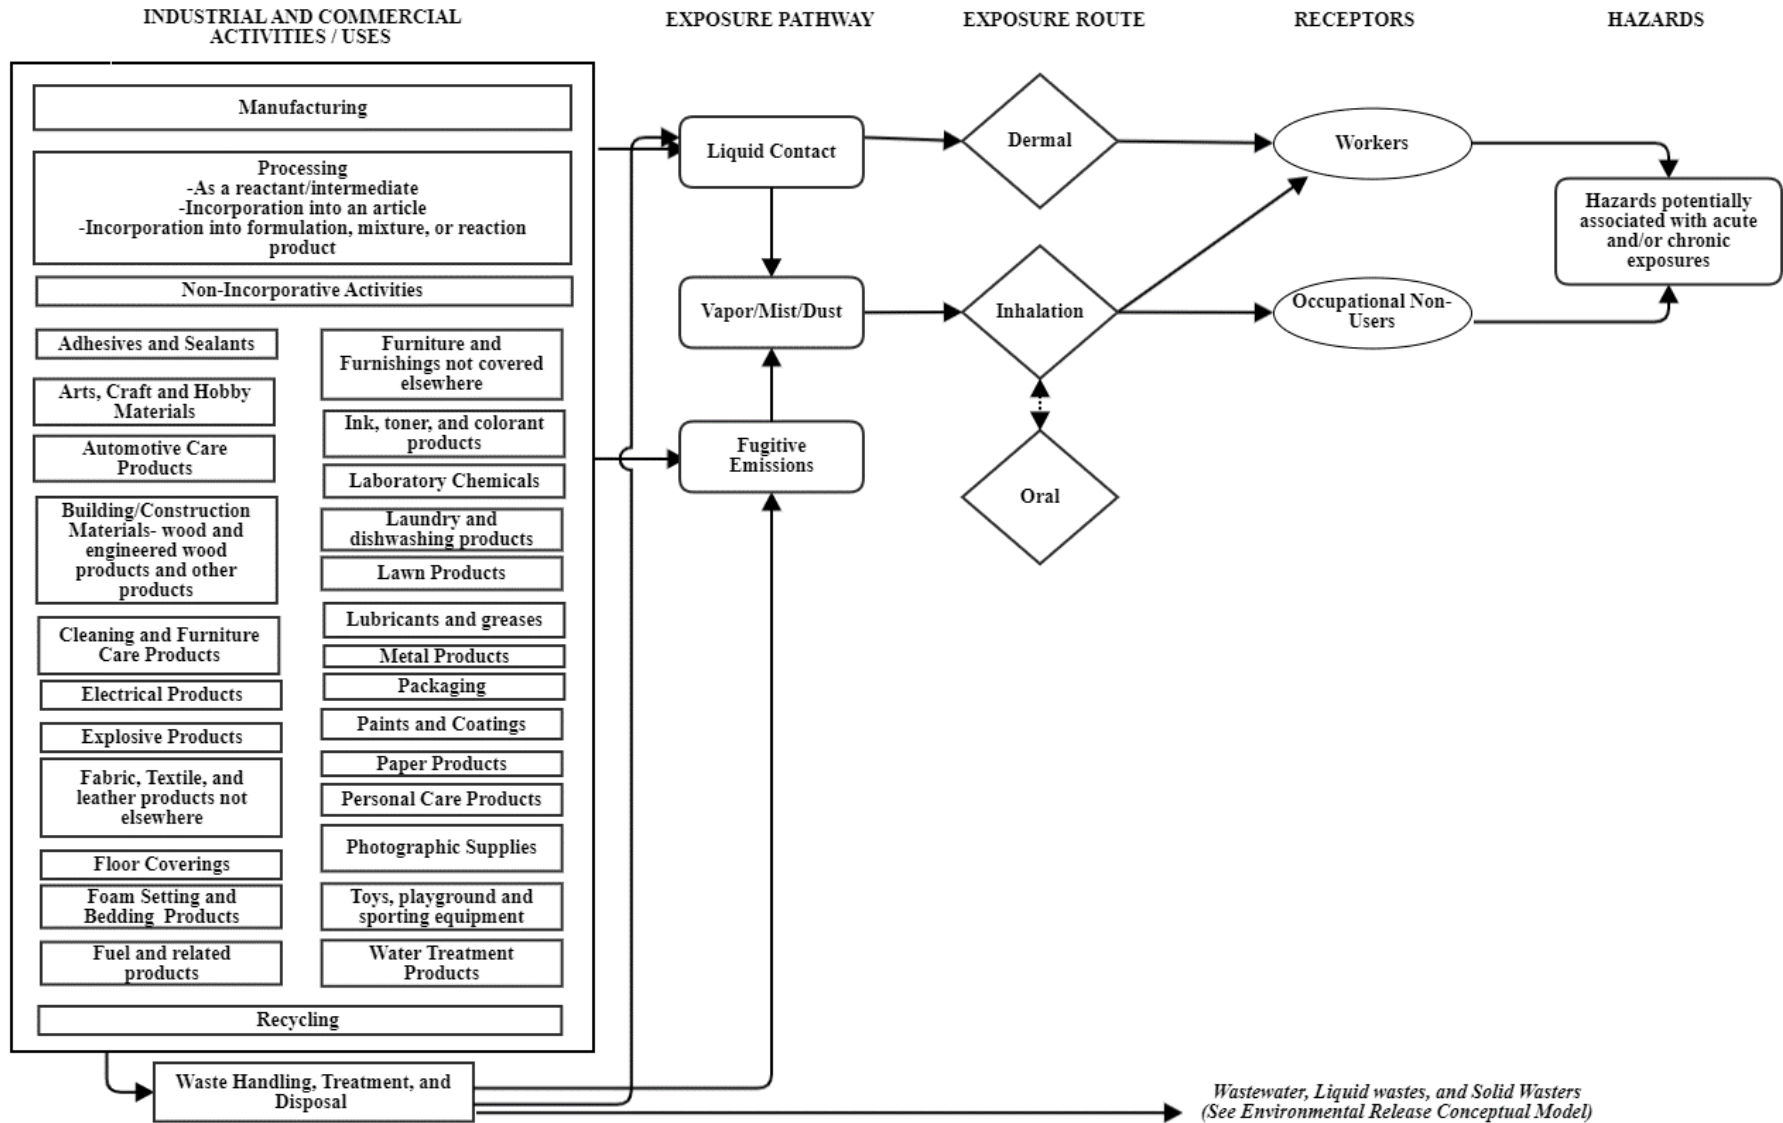 INDUSTRIAL AND COMMERCIAL
ACTIVITIES / USES
EXPOSURE PATHWAY
EXPOSURE ROUTE
RECEPTORS
HAZARDS
Manufacturing
Processing
-As a reactant/intermediate
-Incorporation into an article
-Incorporation into formulation, mixture, or reaction
product
Non-Incorporative Activities
Adhesives and Sealants
Arts, Craft and Hobby
Materials
Automotive Care
Products
Building/Construction
Materials- wood and
engineered wood
products and other
products
Cleaning and Furniture
Care Products
Electrical Products
Explosive Products
Fabric, Textile, and
leather products not
elsewhere
Floor Coverings
Foam Setting and
Bedding Products
Fuel and related
products
Furniture and
Furnishings not covered
elsewhere
Ink, toner, and colorant
products
Laboratory Chemicals
Laundry and
dishwashing products
Lawn Products
Lubricants and greases
Metal Products
Packaging
Paints and Coatings
Paper Products
Personal Care Products
Photographic Supplies
Toys, playground and
sporting equipment
Water Treatment
Products
Recycling
Waste Handling, Treatment, and
Disposal
Liquid Contact
Vapor/Mist/Dust
Fugitive
Emissions
Dermal
Inhalation
Oral
Workers
Occupational Non-
Users
Hazards potentially
associated with acute
and/or chronic
exposures
Wastewater, Liquid wastes, and Solid Wasters
(See Environmental Release Conceptual Model)